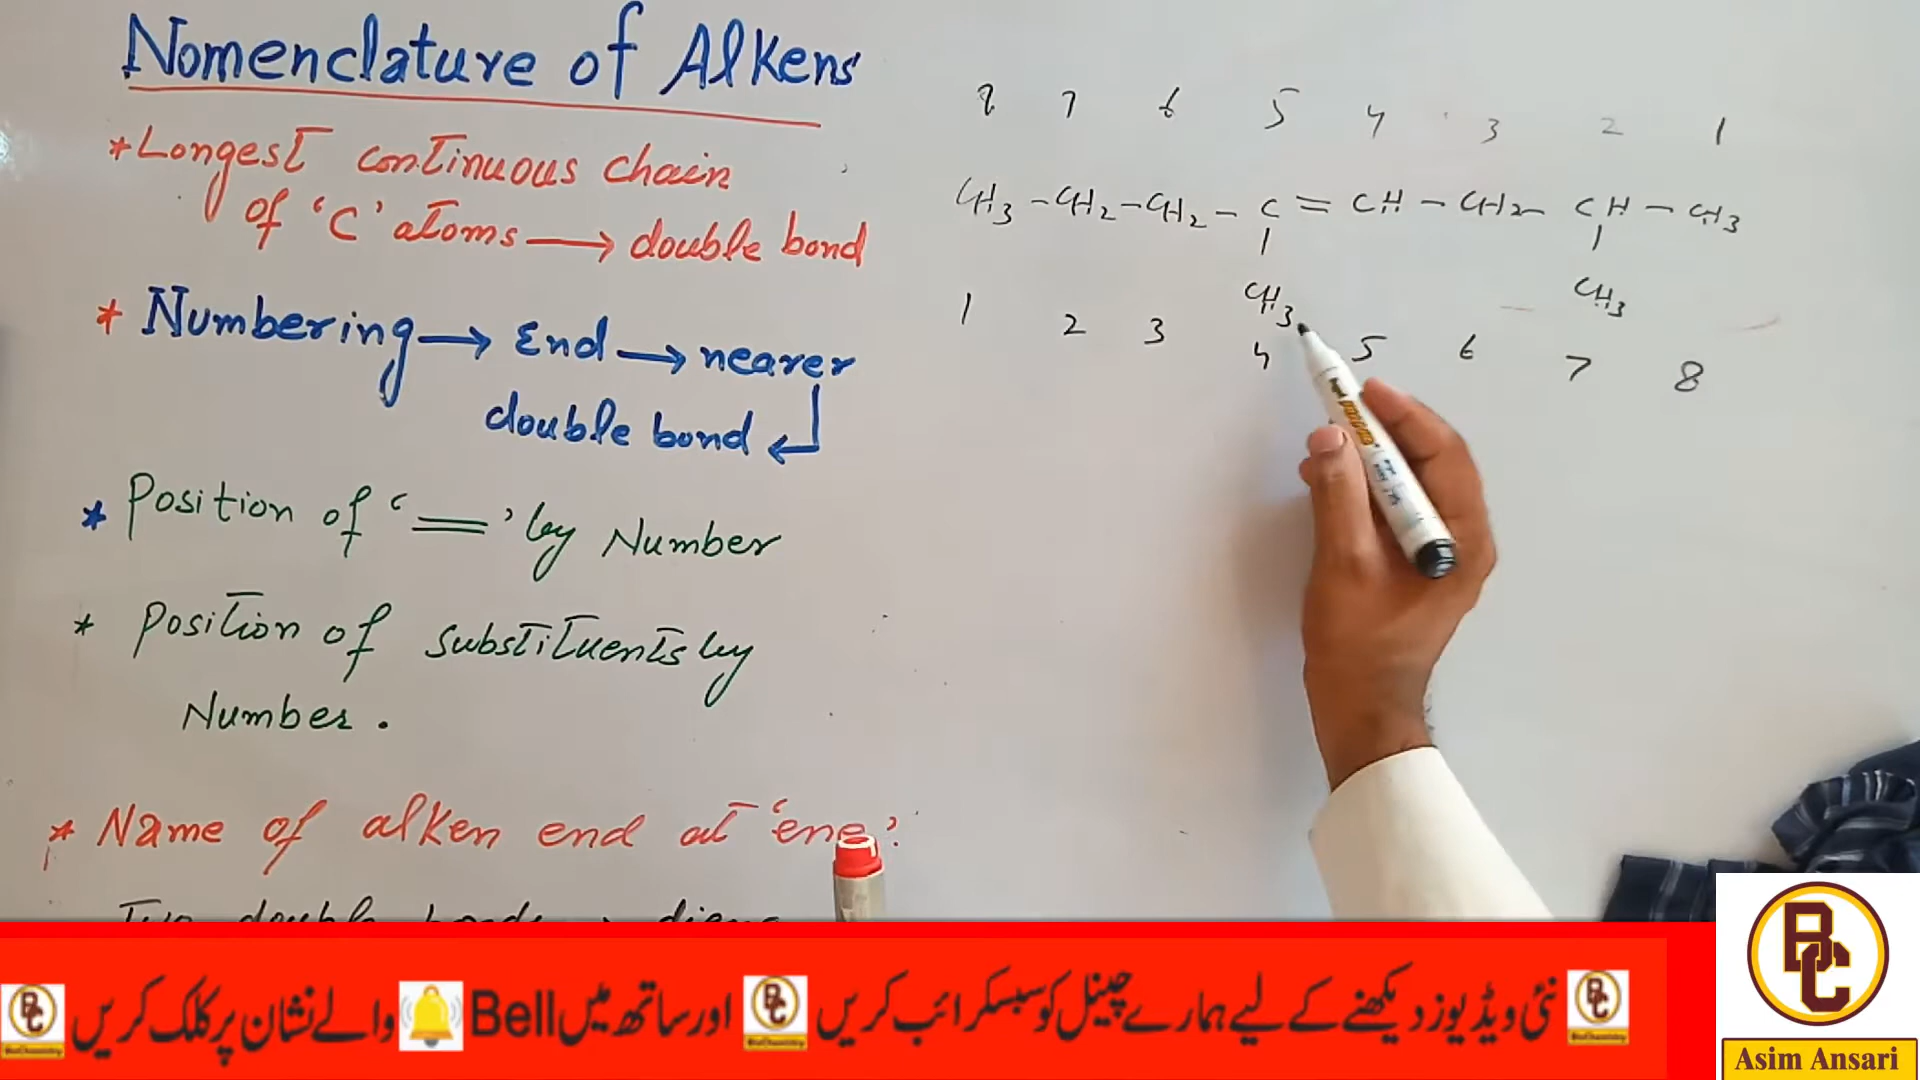 Nomenclature of Alkens
*Longest continuous chain
of 'C' atoms → double bond
* Numbering → End → nearer
double bond ↵
* Position of '═' by Number
* Position of substituents by
Number.
* Name of alken end at 'ene'.
Two double bonds → diene
8 7 6 5 4 3 2 1
CH3-CH2-CH2-C=CH-CH2-CH-CH3
CH3 CH3
1 2 3 4 5 6 7 8
نئی ویڈیوز دیکھنے کے لیے ہمارے چینل کو سبسکرائب کریں اور ساتھ میں Bell والے نشان پر کلک کریں
BC
Asim Ansari